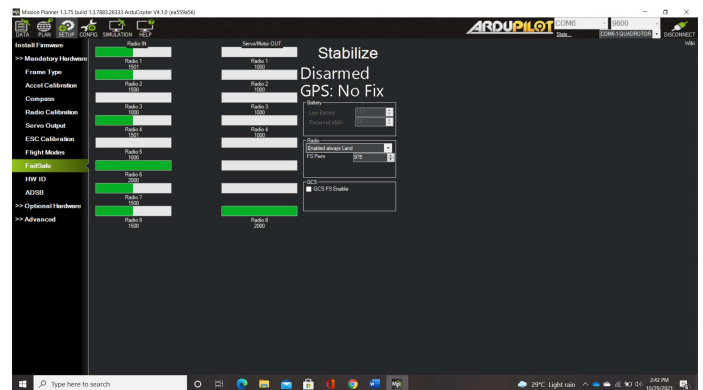 Mission Planner 1.3.75 build 1.3.7883.26333 ArduCopter V4.1.0 (ea559a56)
DATA PLAN SETUP CONFIG SIMULATION HELP
ARDUPILOT COM6 9600
Stats... COM6-1-QUADROTOR DISCONNECT
Install Firmware
>> Mandatory Hardware
Frame Type
Accel Calibration
Compass
Radio Calibration
Servo Output
ESC Calibration
Flight Modes
FailSafe
HW ID
ADSB
>> Optional Hardware
>> Advanced
Radio IN
Radio 1
1501
Radio 2
1500
Radio 3
1000
Radio 4
1501
Radio 5
1000
Radio 6
2000
Radio 7
1500
Radio 8
1500
Servo/Motor OUT
Radio 1
1000
Radio 2
1000
Radio 3
1000
Radio 4
1000
Radio 8
2000
Stabilize
Disarmed
GPS: No Fix
Battery
Low Battery
Reserved MAH
Radio
Enabled always Land
FS Pwm 975
GCS
GCS FS Enable
Wiki
Type here to search
29°C Light rain
2:42 PM
10/29/2021